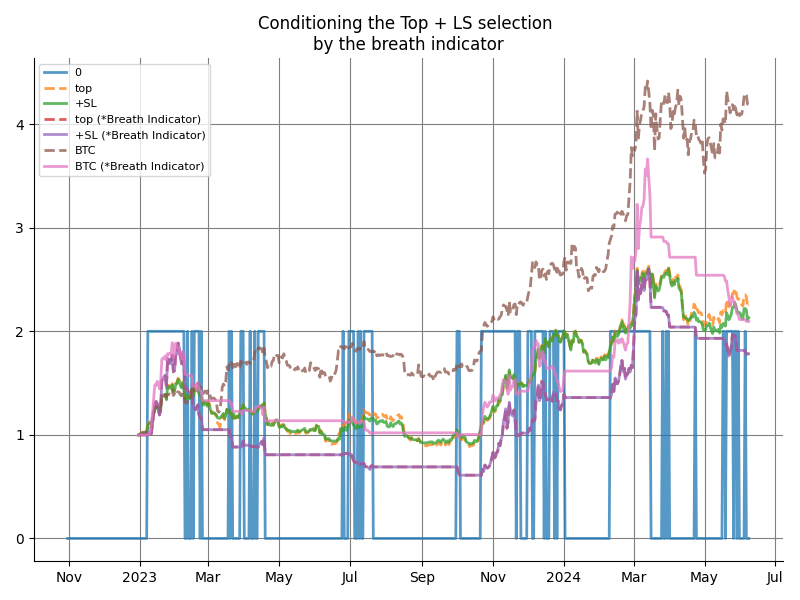 Conditioning the Top + LS selection
by the breath indicator
0
top
+SL
top (*Breath Indicator)
+SL (*Breath Indicator)
BTC
BTC (*Breath Indicator)
4
3
2
1
0
Nov
2023
Mar
May
Jul
Sep
Nov
2024
Mar
May
Jul